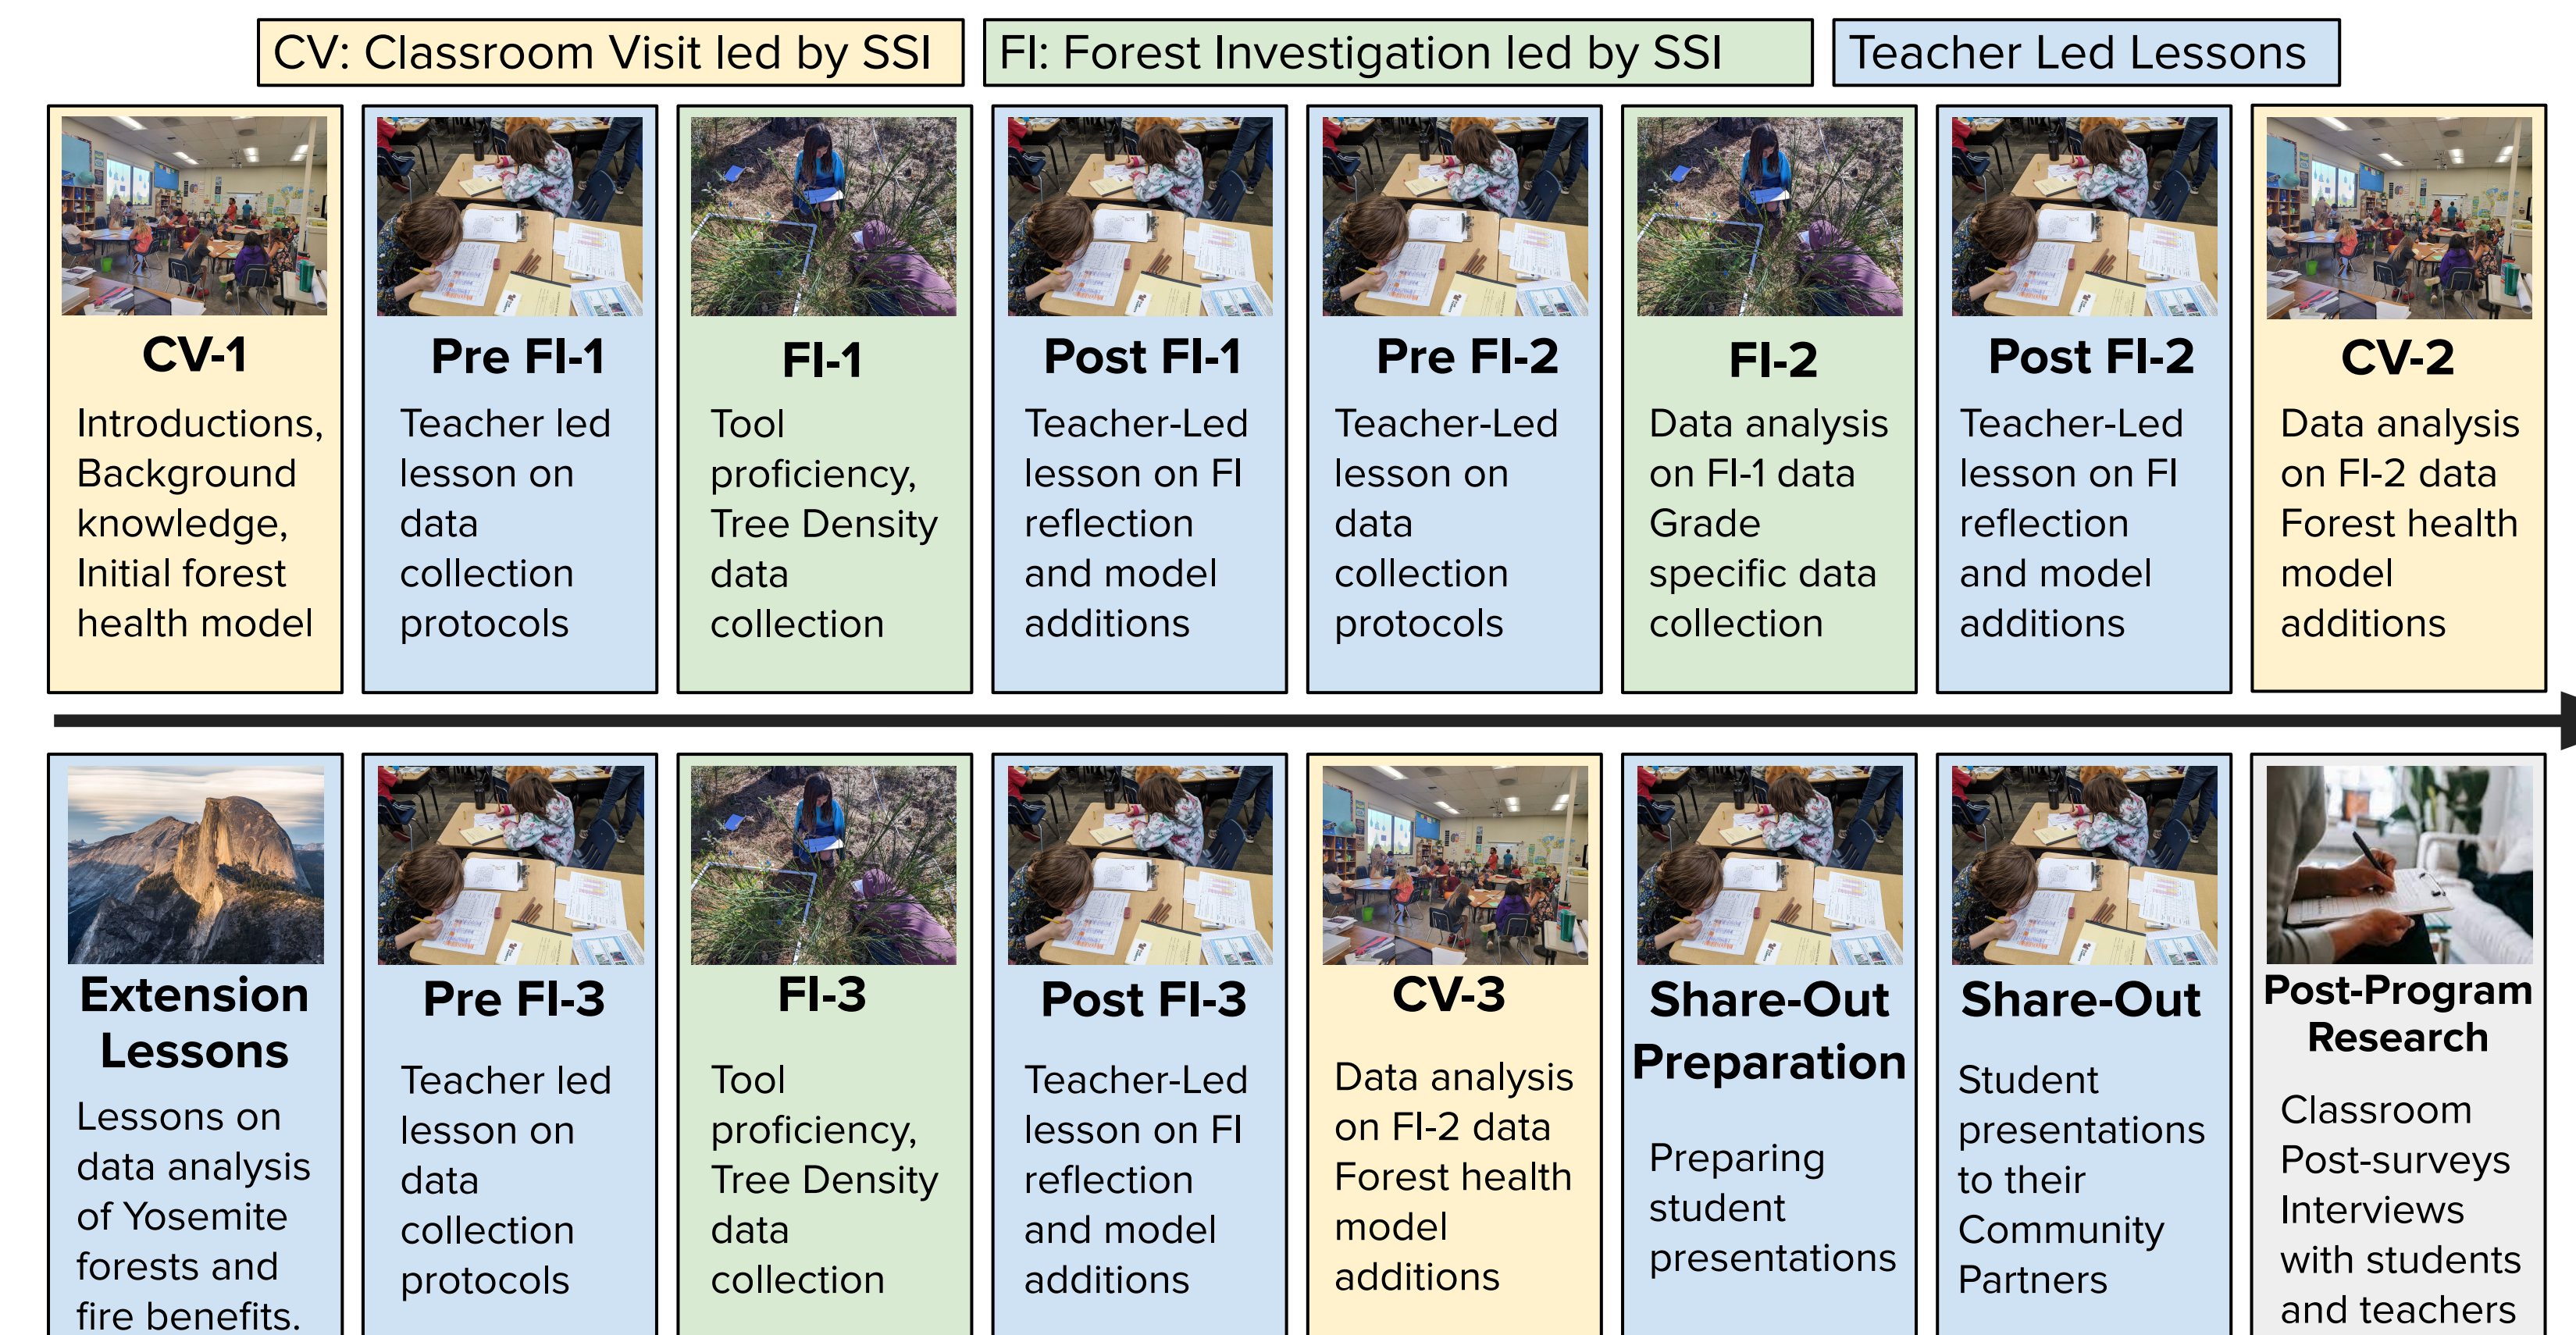 CV: Classroom Visit led by SSI
FI: Forest Investigation led by SSI
Teacher Led Lessons
CV-1
Introductions,
Background
knowledge,
Initial forest
health model
Pre FI-1
Teacher led
lesson on
data
collection
protocols
FI-1
Tool
proficiency,
Tree Density
data
collection
Post FI-1
Teacher-Led
lesson on FI
reflection
and model
additions
Pre FI-2
Teacher-Led
lesson on
data
collection
protocols
FI-2
Data analysis
on FI-1 data
Grade
specific data
collection
Post FI-2
Teacher-Led
lesson on FI
reflection
and model
additions
CV-2
Data analysis
on FI-2 data
Forest health
model
additions
Extension
Lessons
Lessons on
data analysis
of Yosemite
forests and
fire benefits.
Pre FI-3
Teacher led
lesson on
data
collection
protocols
FI-3
Tool
proficiency,
Tree Density
data
collection
Post FI-3
Teacher-Led
lesson on FI
reflection
and model
additions
CV-3
Data analysis
on FI-2 data
Forest health
model
additions
Share-Out
Preparation
Preparing
student
presentations
Share-Out
Student
presentations
to their
Community
Partners
Post-Program
Research
Classroom
Post-surveys
Interviews
with students
and teachers